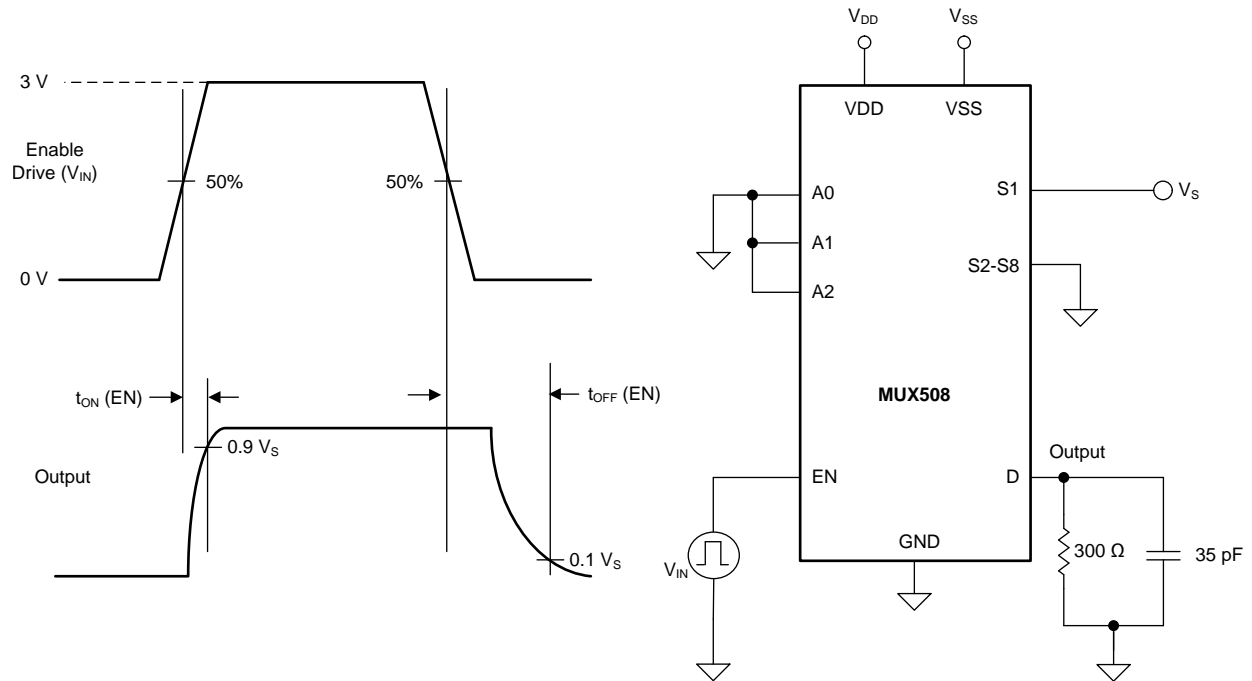 3 V
Enable
Drive (VIN)
50%
50%
0 V
tON (EN)
tOFF (EN)
0.9 VS
Output
0.1 VS
VDD
VSS
VDD
VSS
A0
A1
A2
S1
VS
S2-S8
MUX508
Output
EN
D
VIN
GND
300 Ω
35 pF